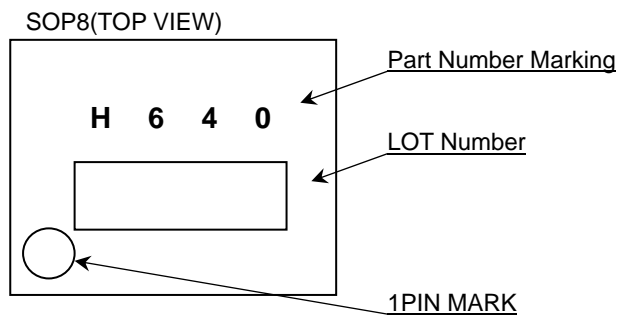 SOP8(TOP VIEW)
Part Number Marking
H 6 4 0
LOT Number
1PIN MARK